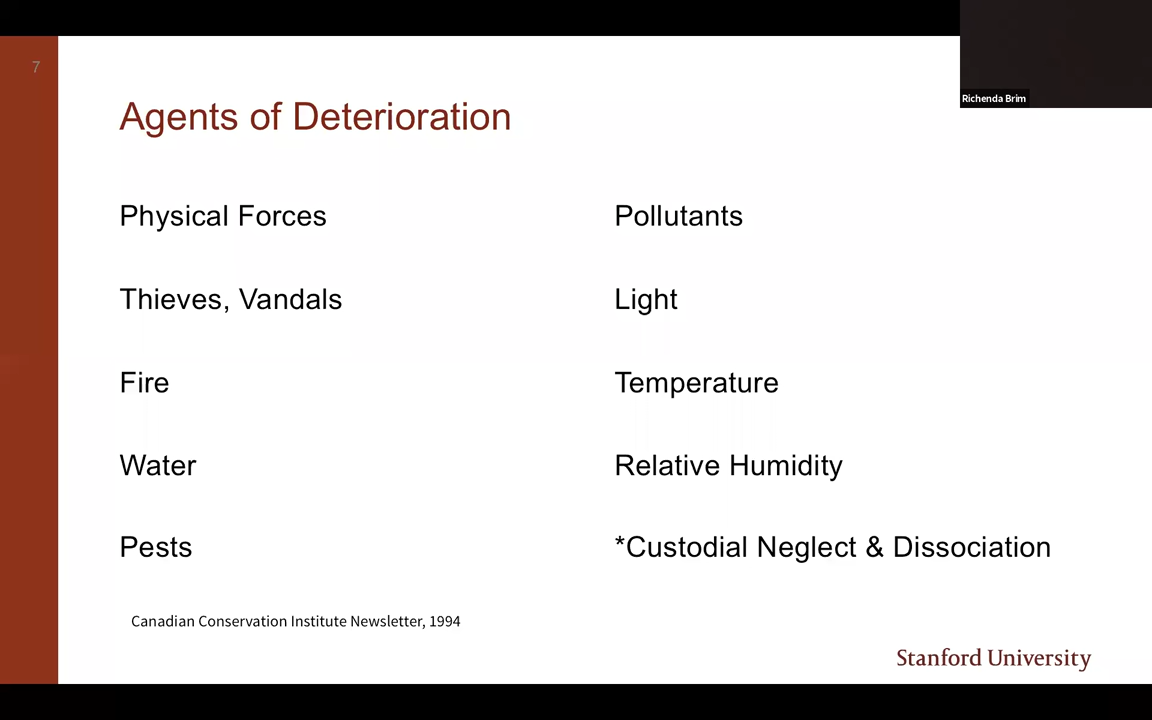 7
Richenda Brim
Agents of Deterioration
Physical Forces
Thieves, Vandals
Fire
Water
Pests
Pollutants
Light
Temperature
Relative Humidity
*Custodial Neglect & Dissociation
Canadian Conservation Institute Newsletter, 1994
Stanford University